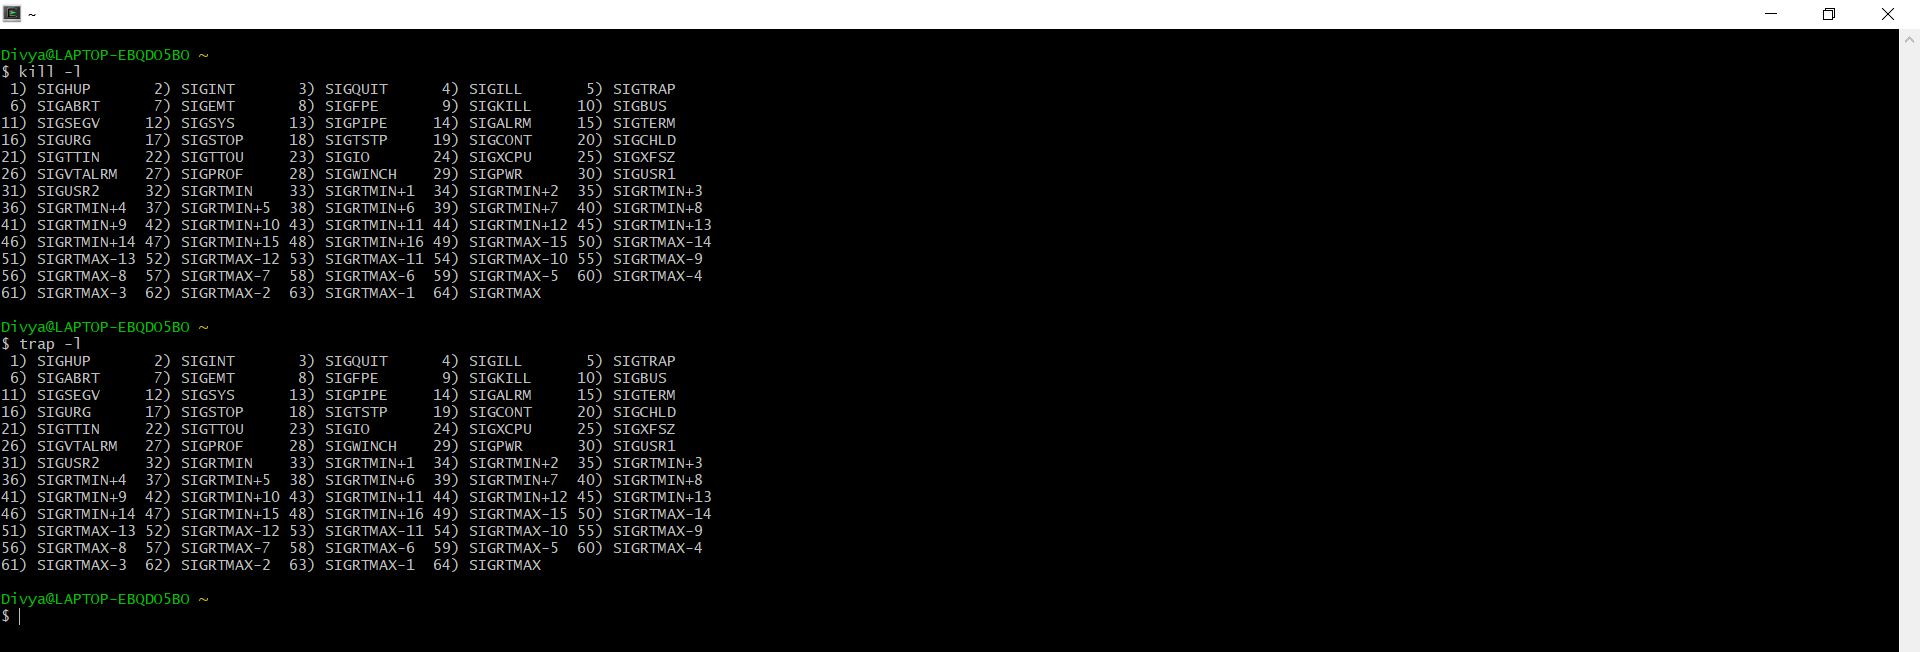 ~
Divya@LAPTOP-EBQDO5BO ~
$ kill -l
 1) SIGHUP       2) SIGINT       3) SIGQUIT      4) SIGILL       5) SIGTRAP
 6) SIGABRT      7) SIGEMT       8) SIGFPE       9) SIGKILL     10) SIGBUS
11) SIGSEGV     12) SIGSYS      13) SIGPIPE     14) SIGALRM     15) SIGTERM
16) SIGURG      17) SIGSTOP     18) SIGTSTP     19) SIGCONT     20) SIGCHLD
21) SIGTTIN     22) SIGTTOU     23) SIGIO       24) SIGXCPU     25) SIGXFSZ
26) SIGVTALRM   27) SIGPROF     28) SIGWINCH    29) SIGPWR      30) SIGUSR1
31) SIGUSR2     32) SIGRTMIN    33) SIGRTMIN+1  34) SIGRTMIN+2  35) SIGRTMIN+3
36) SIGRTMIN+4  37) SIGRTMIN+5  38) SIGRTMIN+6  39) SIGRTMIN+7  40) SIGRTMIN+8
41) SIGRTMIN+9  42) SIGRTMIN+10 43) SIGRTMIN+11 44) SIGRTMIN+12 45) SIGRTMIN+13
46) SIGRTMIN+14 47) SIGRTMIN+15 48) SIGRTMIN+16 49) SIGRTMAX-15 50) SIGRTMAX-14
51) SIGRTMAX-13 52) SIGRTMAX-12 53) SIGRTMAX-11 54) SIGRTMAX-10 55) SIGRTMAX-9
56) SIGRTMAX-8  57) SIGRTMAX-7  58) SIGRTMAX-6  59) SIGRTMAX-5  60) SIGRTMAX-4
61) SIGRTMAX-3  62) SIGRTMAX-2  63) SIGRTMAX-1  64) SIGRTMAX
Divya@LAPTOP-EBQDO5BO ~
$ trap -l
 1) SIGHUP       2) SIGINT       3) SIGQUIT      4) SIGILL       5) SIGTRAP
 6) SIGABRT      7) SIGEMT       8) SIGFPE       9) SIGKILL     10) SIGBUS
11) SIGSEGV     12) SIGSYS      13) SIGPIPE     14) SIGALRM     15) SIGTERM
16) SIGURG      17) SIGSTOP     18) SIGTSTP     19) SIGCONT     20) SIGCHLD
21) SIGTTIN     22) SIGTTOU     23) SIGIO       24) SIGXCPU     25) SIGXFSZ
26) SIGVTALRM   27) SIGPROF     28) SIGWINCH    29) SIGPWR      30) SIGUSR1
31) SIGUSR2     32) SIGRTMIN    33) SIGRTMIN+1  34) SIGRTMIN+2  35) SIGRTMIN+3
36) SIGRTMIN+4  37) SIGRTMIN+5  38) SIGRTMIN+6  39) SIGRTMIN+7  40) SIGRTMIN+8
41) SIGRTMIN+9  42) SIGRTMIN+10 43) SIGRTMIN+11 44) SIGRTMIN+12 45) SIGRTMIN+13
46) SIGRTMIN+14 47) SIGRTMIN+15 48) SIGRTMIN+16 49) SIGRTMAX-15 50) SIGRTMAX-14
51) SIGRTMAX-13 52) SIGRTMAX-12 53) SIGRTMAX-11 54) SIGRTMAX-10 55) SIGRTMAX-9
56) SIGRTMAX-8  57) SIGRTMAX-7  58) SIGRTMAX-6  59) SIGRTMAX-5  60) SIGRTMAX-4
61) SIGRTMAX-3  62) SIGRTMAX-2  63) SIGRTMAX-1  64) SIGRTMAX
Divya@LAPTOP-EBQDO5BO ~
$